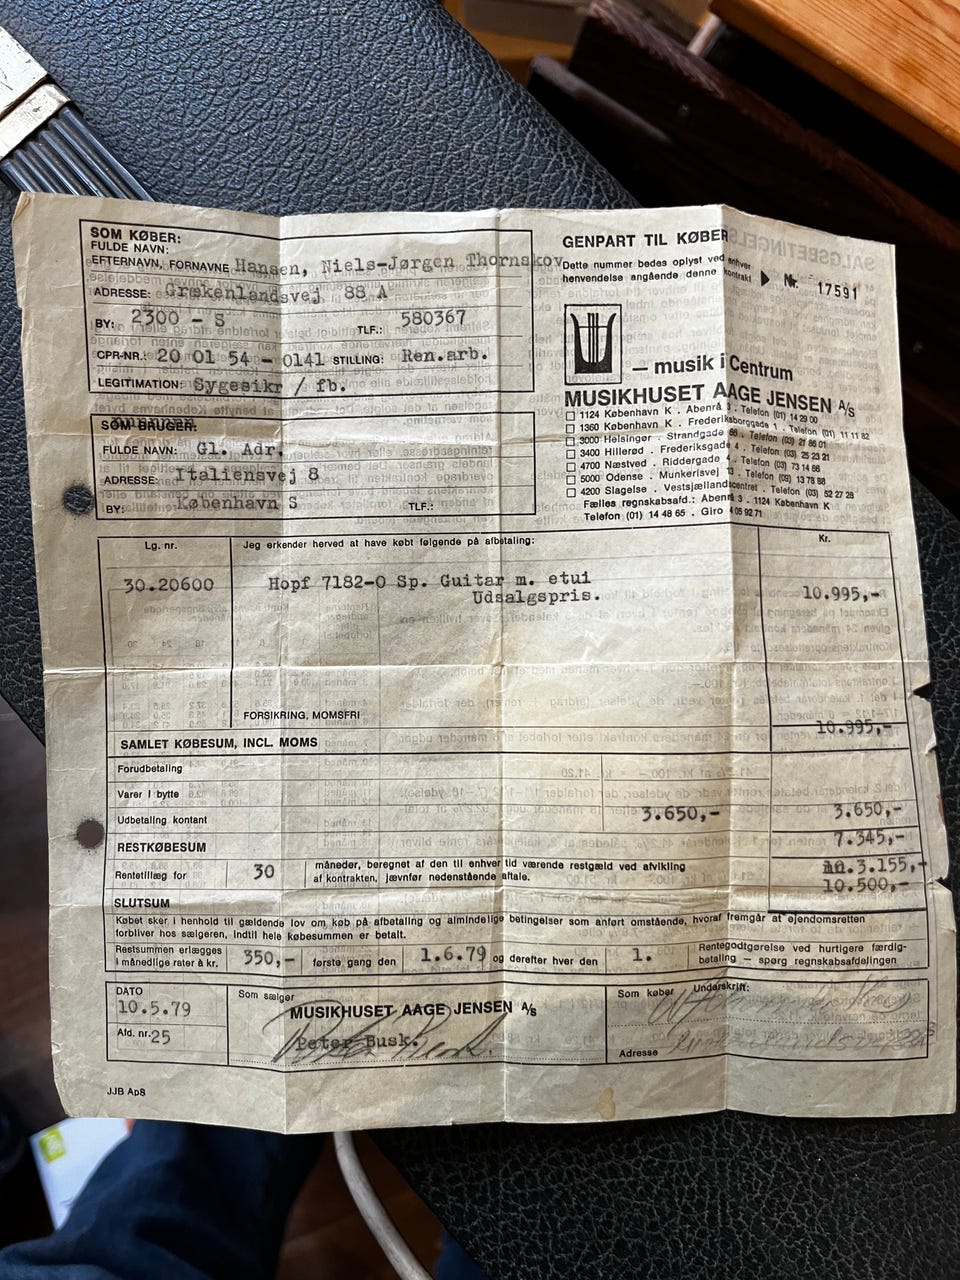 SOM KØBER:
FULDE NAVN:
EFTERNAVN, FORNAVNE Hansen, Niels-Jørgen Thornskov
ADRESSE: Grækenlandsvej 88 A
BY: 2300 - S TLF.: 580367
CPR-NR.: 20 01 54 - 0141 STILLING: Ren.arb.
LEGITIMATION: Sygesikr / fb.
SOM BRUGER:
FULDE NAVN: Gl. Adr.
ADRESSE: Italiensvej 8
BY: København S TLF.:
GENPART TIL KØBER
Dette nummer bedes oplyst ved enhver
henvendelse angående denne kontrakt Nr. 17591
– musik i Centrum
MUSIKHUSET AAGE JENSEN A/S
1124 København K . Abenrå 3 . Telefon (01) 14 29 00
1360 København K . Frederiksborggade 1 . Telefon (01) 11 11 82
3000 Helsingør . Strandgade 66 . Telefon (03) 21 86 01
3400 Hillerød . Frederiksgade 4 . Telefon (03) 25 23 21
4700 Næstved . Riddergade 4 . Telefon (03) 73 14 66
5000 Odense . Munkerisvej 13 . Telefon (09) 13 78 88
4200 Slagelse . Vestsjællandscentret . Telefon (03) 52 27 28
Fælles regnskabsafd.: Abenrå 3 . 1124 København K
Telefon (01) 14 48 65 . Giro 4 05 92 71
Lg. nr. Jeg erkender herved at have købt følgende på afbetaling: Kr.
30.20600 Hopf 7182-O Sp. Guitar m. etui 10.995,-
Udsalgspris.
FORSIKRING, MOMSFRI
SAMLET KØBESUM, INCL. MOMS 10.995,-
Forudbetaling
Varer i bytte
Udbetaling kontant 3.650,- 3.650,-
RESTKØBESUM 7.345,-
Rentetillæg for 30 måneder, beregnet af den til enhver tid værende restgæld ved afvikling
af kontrakten, jævnfør nedenstående aftale. 3.155,-
SLUTSUM 10.500,-
Købet sker i henhold til gældende lov om køb på afbetaling og almindelige betingelser som anført omstående, hvoraf fremgår at ejendomsretten
forbliver hos sælgeren, indtil hele købesummen er betalt.
Restsummen erlægges
i månedlige rater à kr. 350,- første gang den 1.6.79 og derefter hver den 1. Rentegodtgørelse ved hurtigere færdig-
betaling – spørg regnskabsafdelingen
DATO
10.5.79
Afd. nr. 25
Som sælger
MUSIKHUSET AAGE JENSEN A/S
Peter Busk.
Som køber Underskrift:
Adresse
JJB ApS